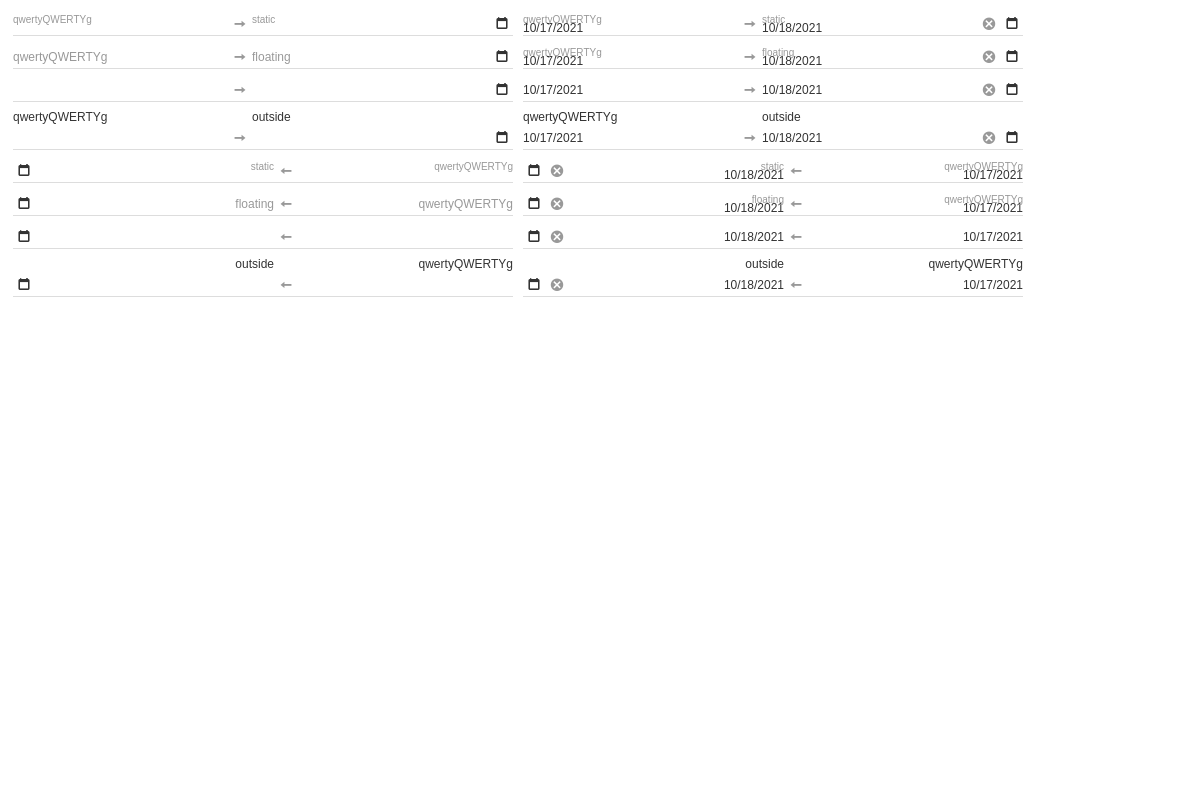 qwertyQWERTYg static qwertyQWERTYg static
10/17/2021 10/18/2021
qwertyQWERTYg floating qwertyQWERTYg floating
10/17/2021 10/18/2021
10/17/2021 10/18/2021
qwertyQWERTYg outside qwertyQWERTYg outside
10/17/2021 10/18/2021
static qwertyQWERTYg static qwertyQWERTYg
10/18/2021 10/17/2021
floating qwertyQWERTYg floating qwertyQWERTYg
10/18/2021 10/17/2021
10/18/2021 10/17/2021
outside qwertyQWERTYg outside qwertyQWERTYg
10/18/2021 10/17/2021